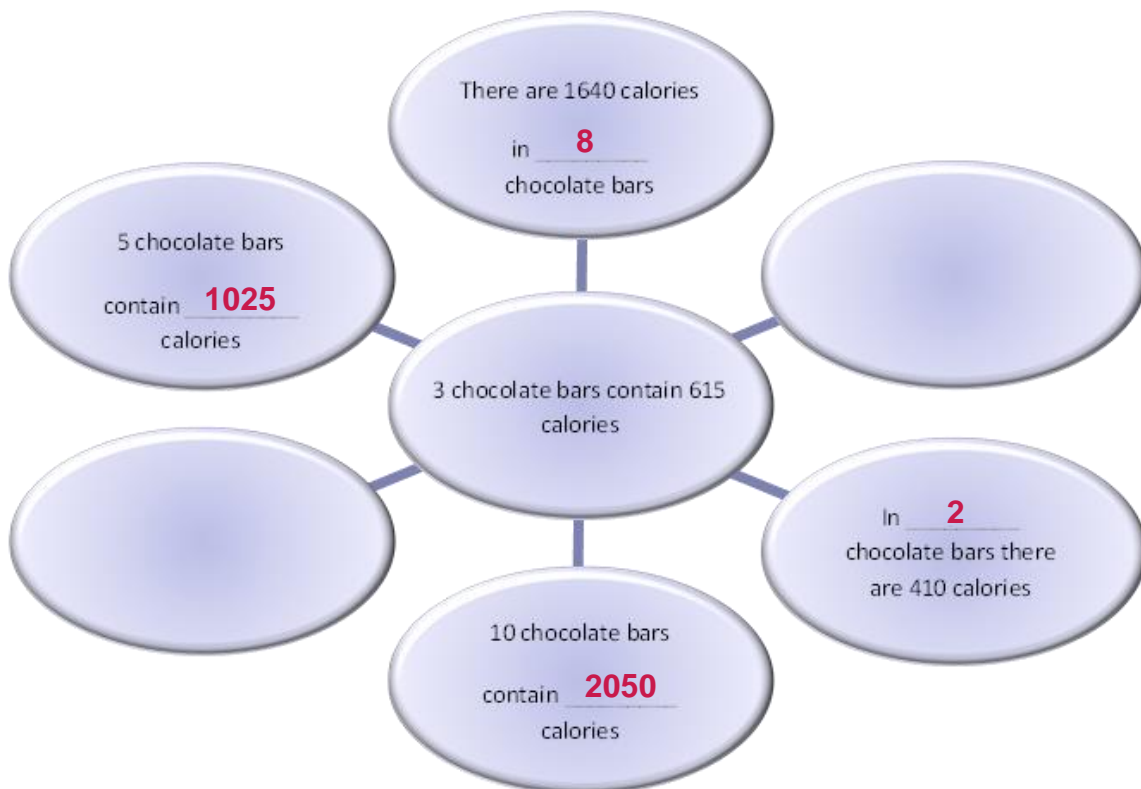 There are 1640 calories
in 8
chocolate bars
5 chocolate bars
contain 1025
calories
3 chocolate bars contain 615
calories
In 2
chocolate bars there
are 410 calories
10 chocolate bars
contain 2050
calories